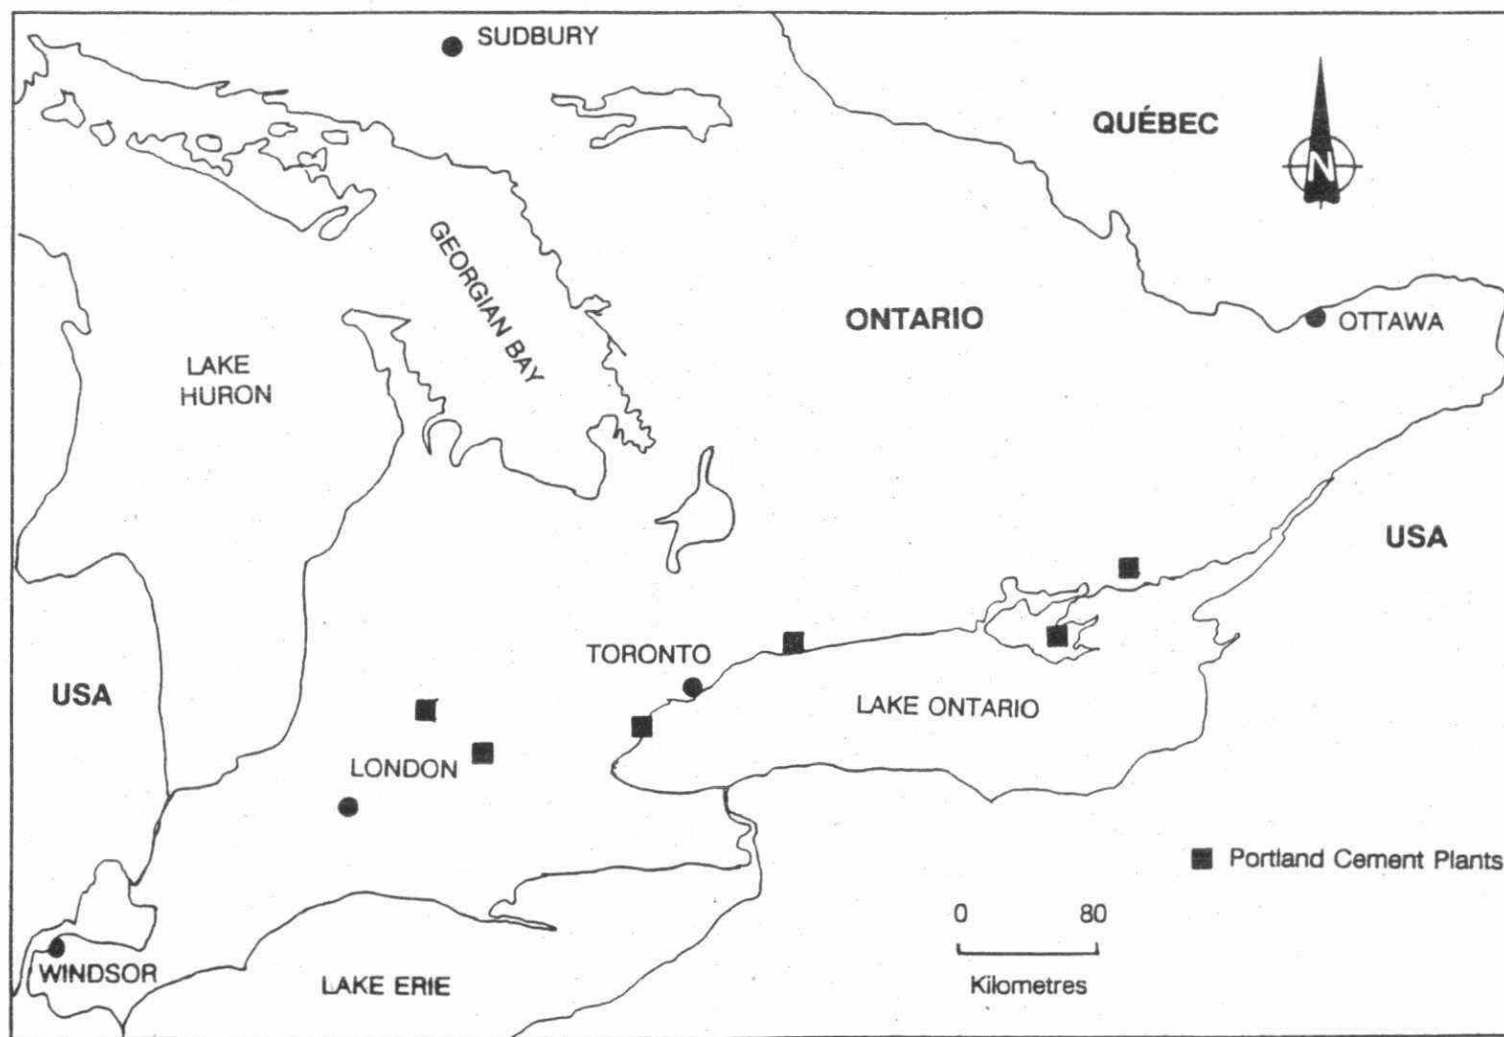 SUDBURY
QUÉBEC
N
GEORGIAN BAY
ONTARIO
OTTAWA
LAKE
HURON
USA
TORONTO
USA
LAKE ONTARIO
LONDON
Portland Cement Plants
0 80
Kilometres
WINDSOR
LAKE ERIE